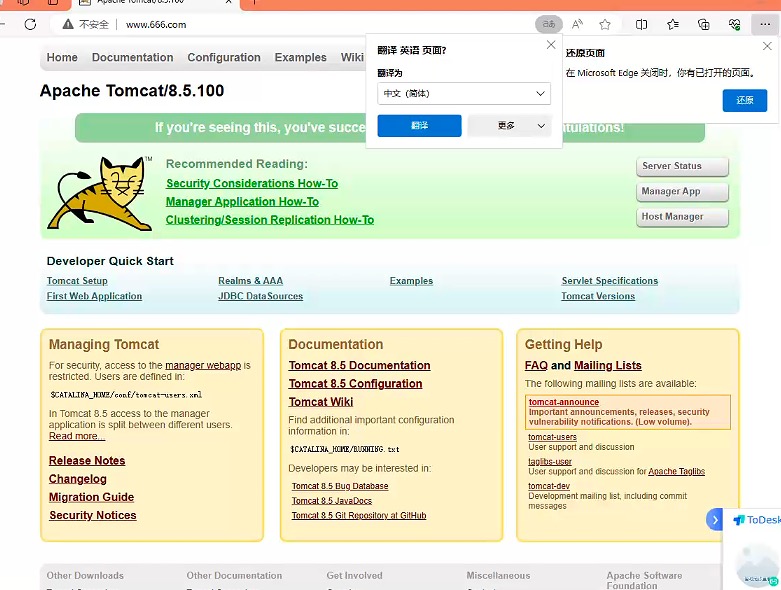 Apache Tomcat/8.5.100
不安全
www.666.com
Home Documentation Configuration Examples Wiki
Apache Tomcat/8.5.100
翻译 英语 页面?
翻译为
中文 (简体)
翻译
更多
还原页面
在 Microsoft Edge 关闭时，你有已打开的页面。
还原
If you're seeing this, you've succe
tulations!
TM
Recommended Reading:
Security Considerations How-To
Manager Application How-To
Clustering/Session Replication How-To
Server Status
Manager App
Host Manager
Developer Quick Start
Tomcat Setup
First Web Application
Realms & AAA
JDBC DataSources
Examples
Servlet Specifications
Tomcat Versions
Managing Tomcat
For security, access to the manager webapp is
restricted. Users are defined in:
$CATALINA_HOME/conf/tomcat-users.xml
In Tomcat 8.5 access to the manager
application is split between different users.
Read more...
Release Notes
Changelog
Migration Guide
Security Notices
Documentation
Tomcat 8.5 Documentation
Tomcat 8.5 Configuration
Tomcat Wiki
Find additional important configuration
information in:
$CATALINA_HOME/RUNNING.txt
Developers may be interested in:
Tomcat 8.5 Bug Database
Tomcat 8.5 JavaDocs
Tomcat 8.5 Git Repository at GitHub
Getting Help
FAQ and Mailing Lists
The following mailing lists are available:
tomcat-announce
Important announcements, releases, security
vulnerability notifications. (Low volume).
tomcat-users
User support and discussion
taglibs-user
User support and discussion for Apache Taglibs
tomcat-dev
Development mailing list, including commit
messages
ToDesk
Other Downloads
Other Documentation
Get Involved
Miscellaneous
Apache Software
Foundation